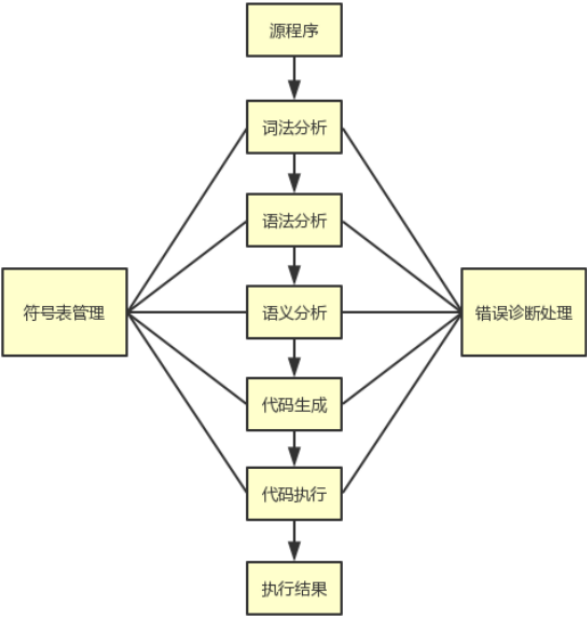 源程序
词法分析
语法分析
符号表管理
语义分析
错误诊断处理
代码生成
代码执行
执行结果